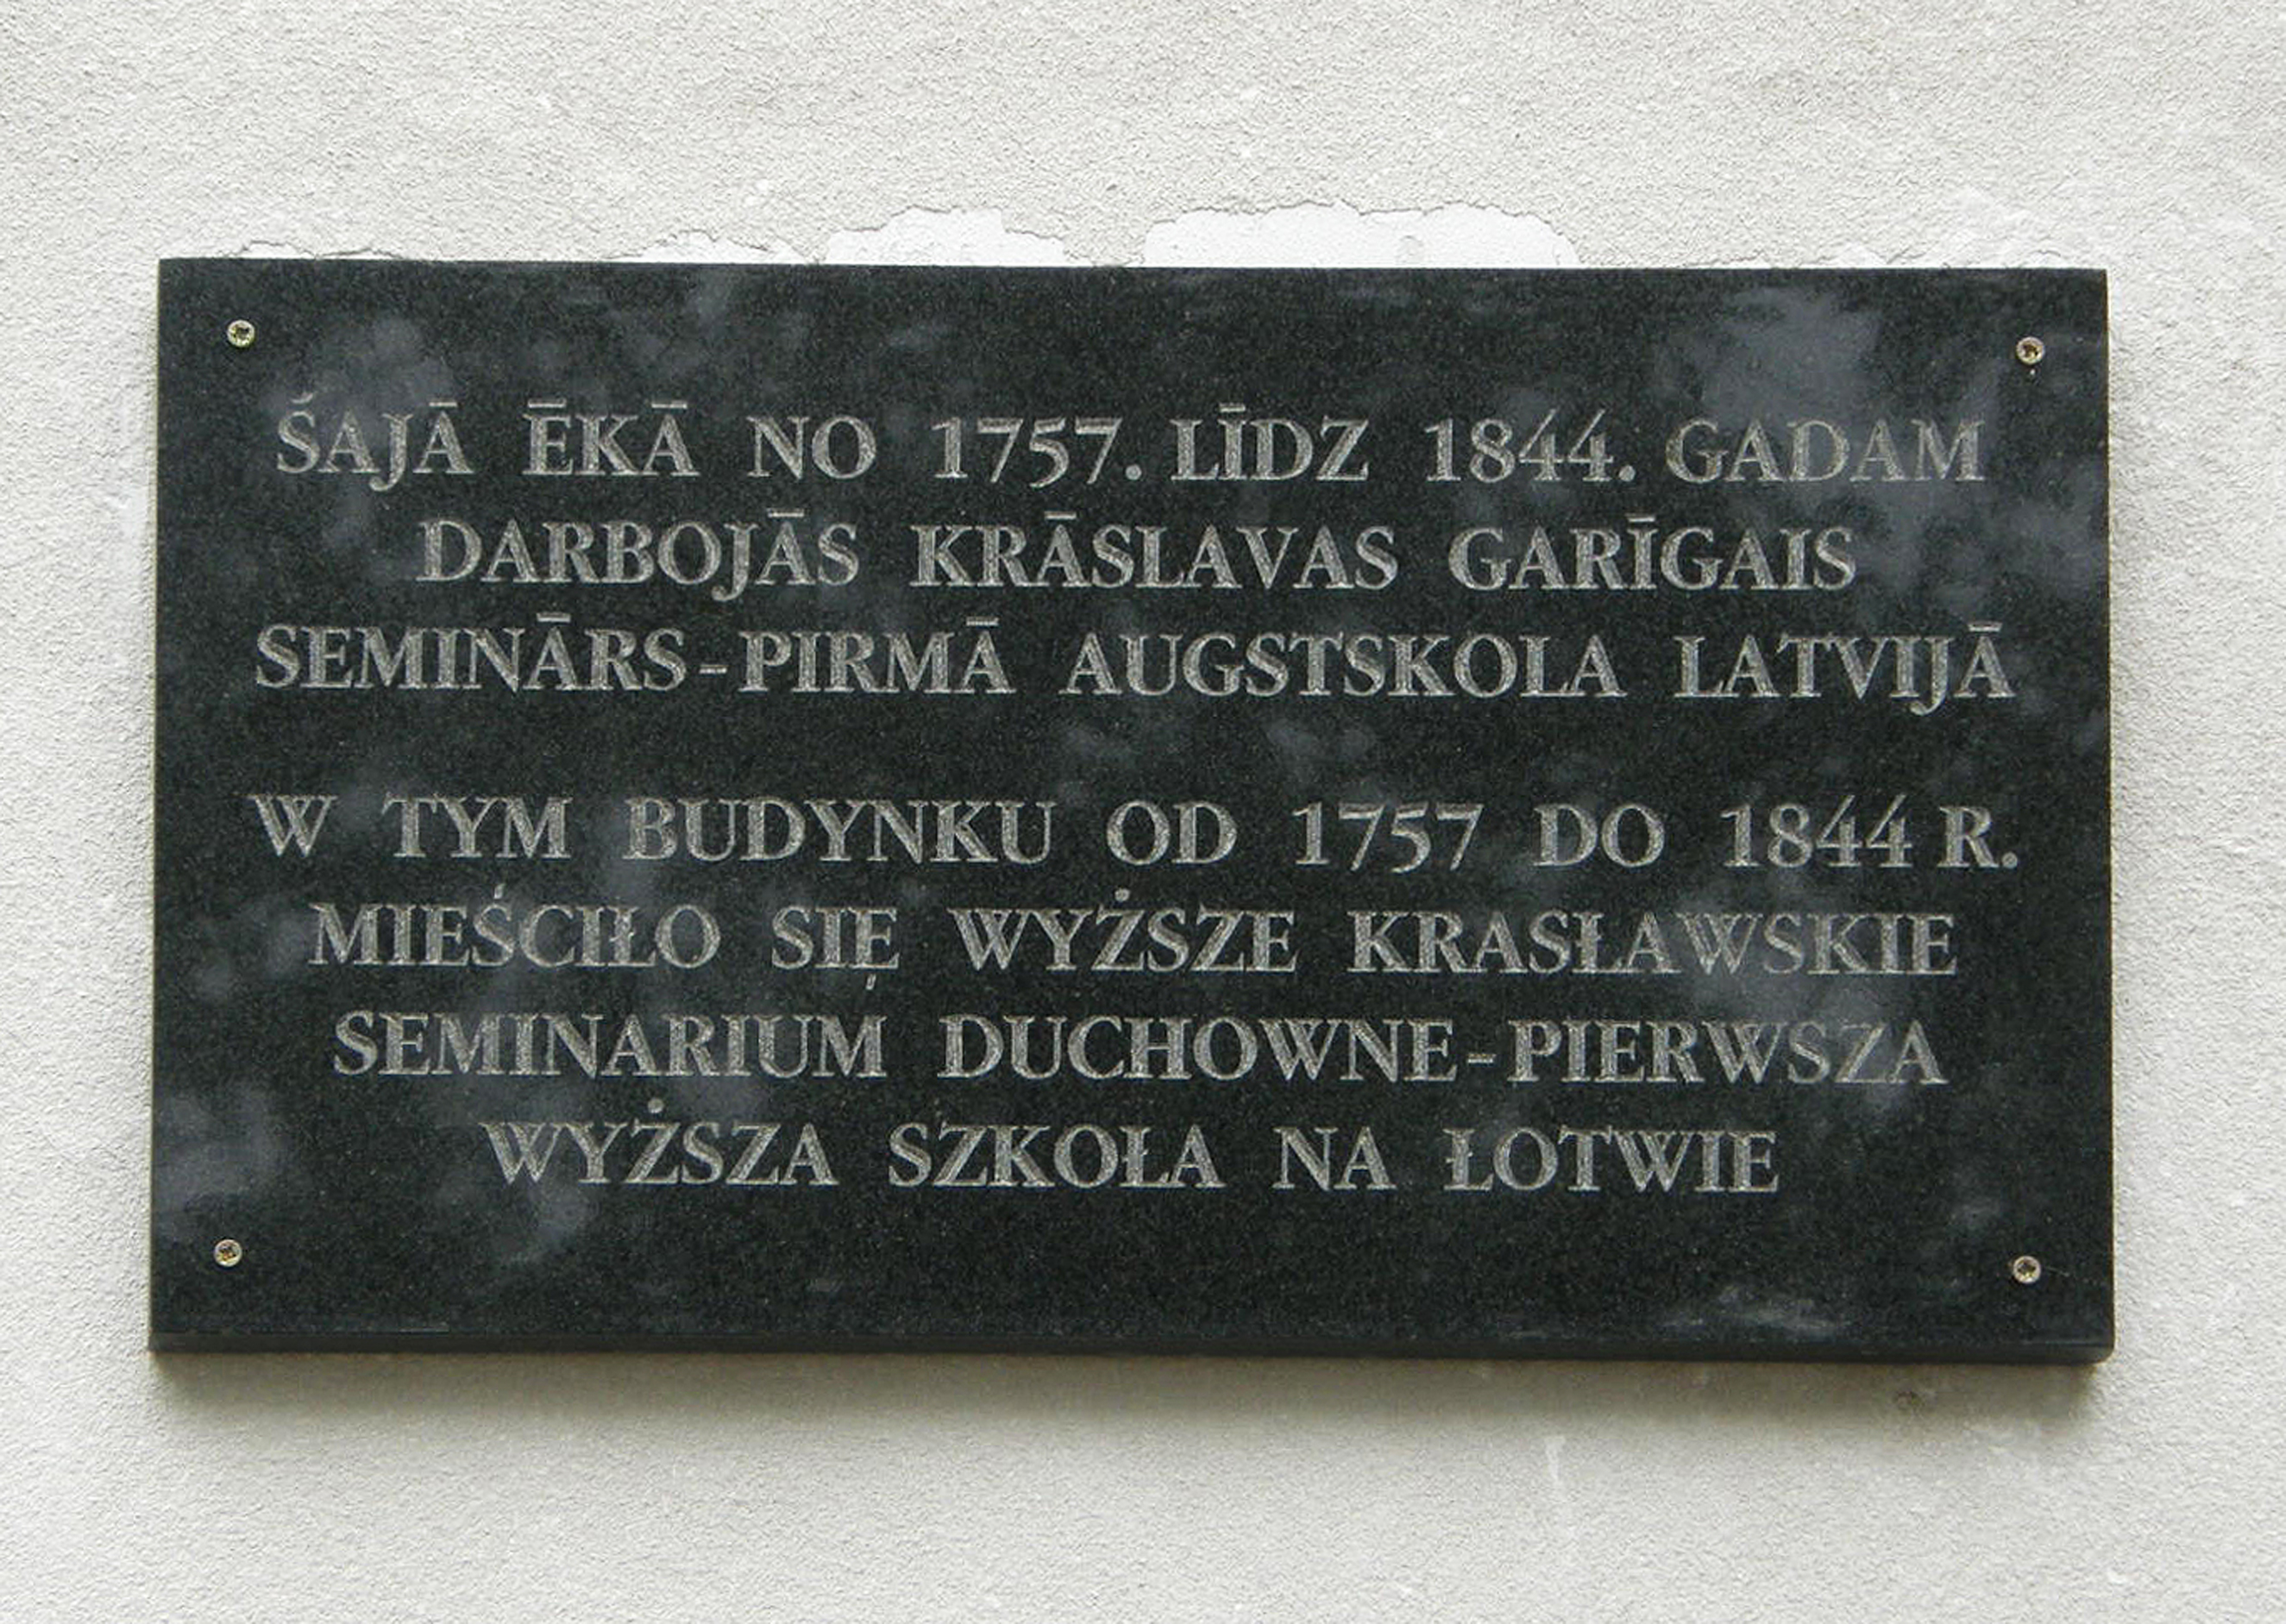 ŠAJĀ ĒKĀ NO 1757. LĪDZ 1844. GADAM
DARBOJĀS KRĀSLAVAS GARĪGAIS
SEMINĀRS-PIRMĀ AUGSTSKOLA LATVIJĀ
W TYM BUDYNKU OD 1757 DO 1844 R.
MIEŚCIŁO SIĘ WYŻSZE KRASŁAWSKIE
SEMINARIUM DUCHOWNE-PIERWSZA
WYŻSZA SZKOŁA NA ŁOTWIE